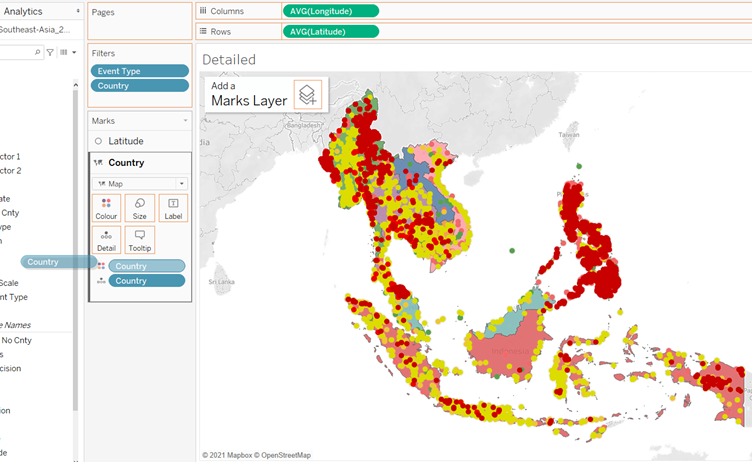 Analytics
Southeast-Asia_2...
ctor 1
ctor 2
ate
Cnty
ype
n
Country
Scale
ent Type
e Names
No Cnty
s
cision
ion
de
Pages
Filters
Event Type
Country
Marks
Latitude
Country
Map
Colour
Size
Label
Detail
Tooltip
Country
Country
Columns
AVG(Longitude)
Rows
AVG(Latitude)
Detailed
Add a
Marks Layer
Bangladesh
dia
Taiwan
Sri Lanka
© 2021 Mapbox © OpenStreetMap